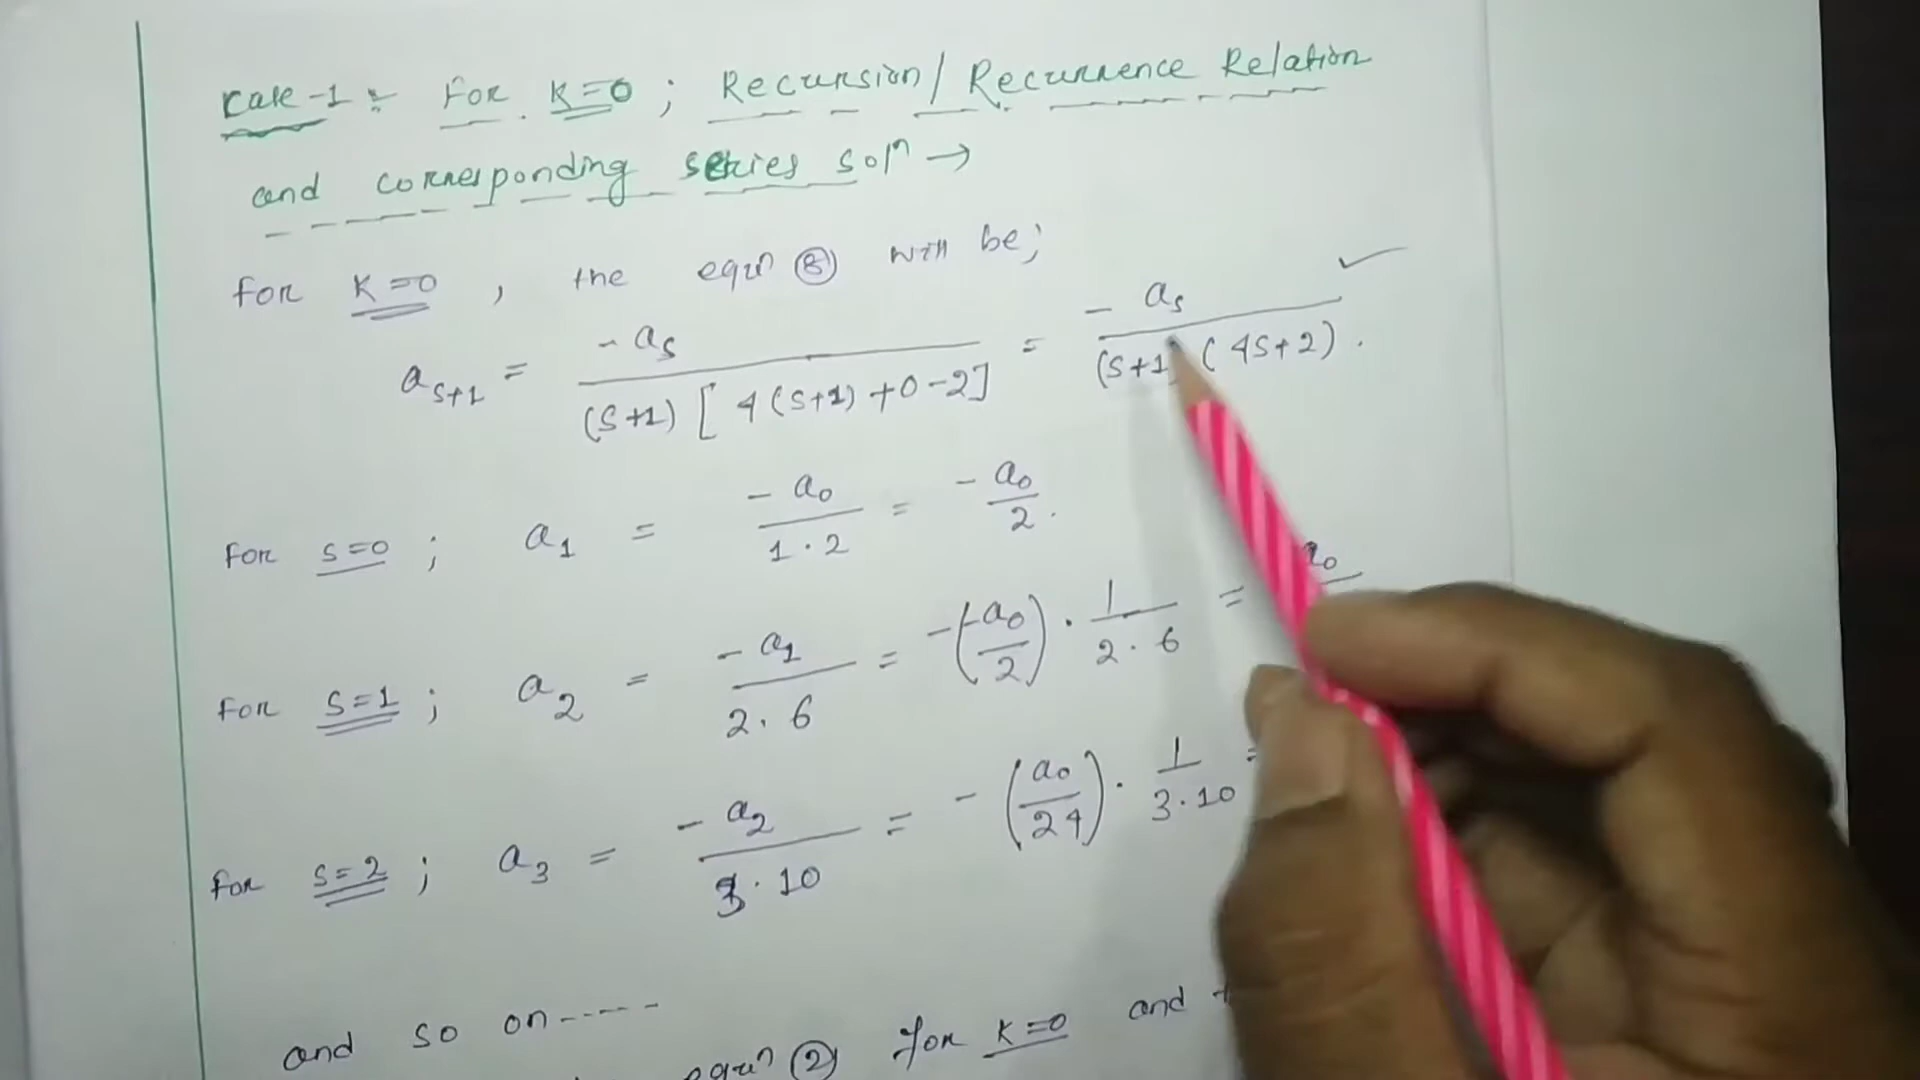 Case-1 :- For K=0 ; Recursion/Recurrence Relation
and corresponding series solⁿ →
for K=0 , the eqnⁿ (8) will be;
a_{s+1} = -a_s / (s+1) [4(s+1)+0-2] = -a_s / (s+1) (4s+2) . ✓
For s=0 ; a_1 = -a_0 / 1·2 = -a_0 / 2 .
For s=1 ; a_2 = -a_1 / 2·6 = -(-a_0/2) · 1 / 2·6 = a_0
For s=2 ; a_3 = -a_2 / 3·10 = -(a_0/24) · 1 / 3·10 =
and so on-----
eqnⁿ (2) for K=0 and